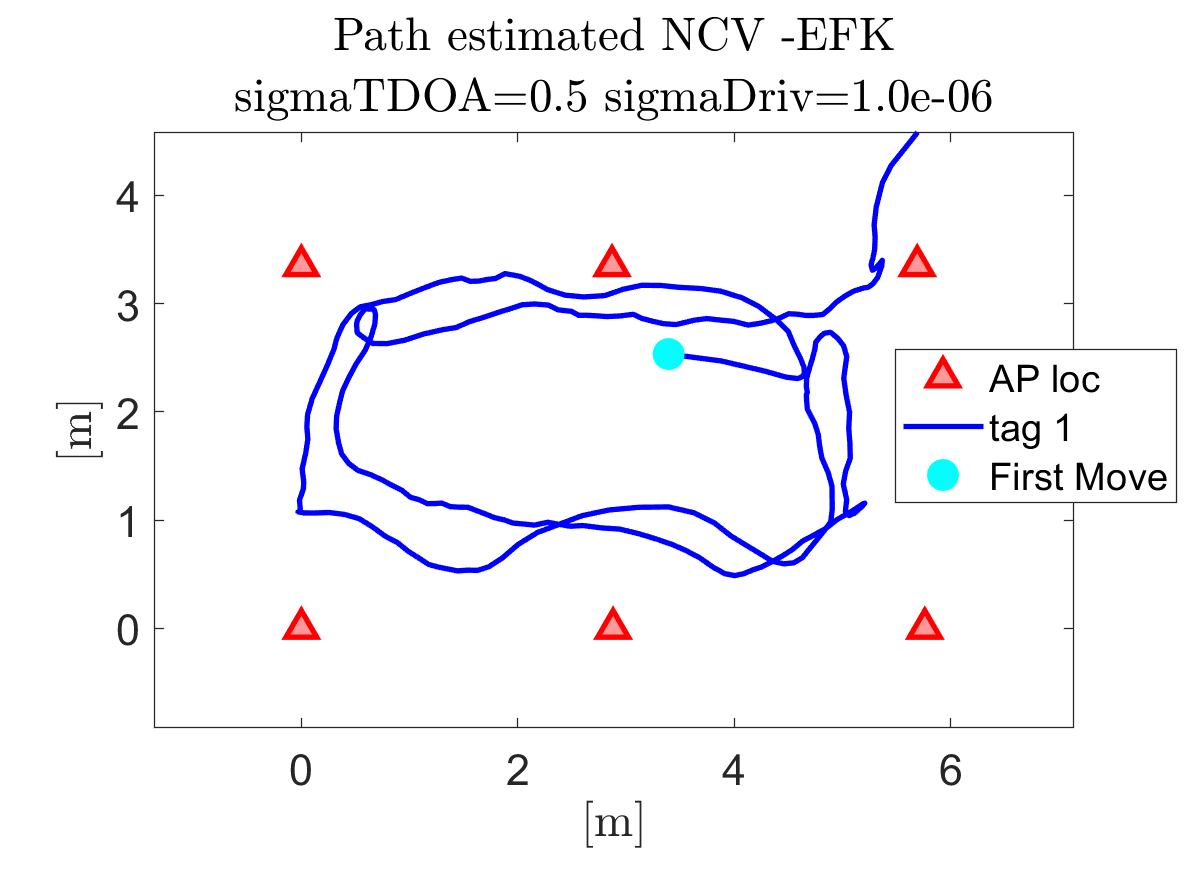 Path estimated NCV -EFK
sigmaTDOA=0.5 sigmaDriv=1.0e-06
4
3
2
1
0
[m]
AP loc
tag 1
First Move
0 2 4 6
[m]